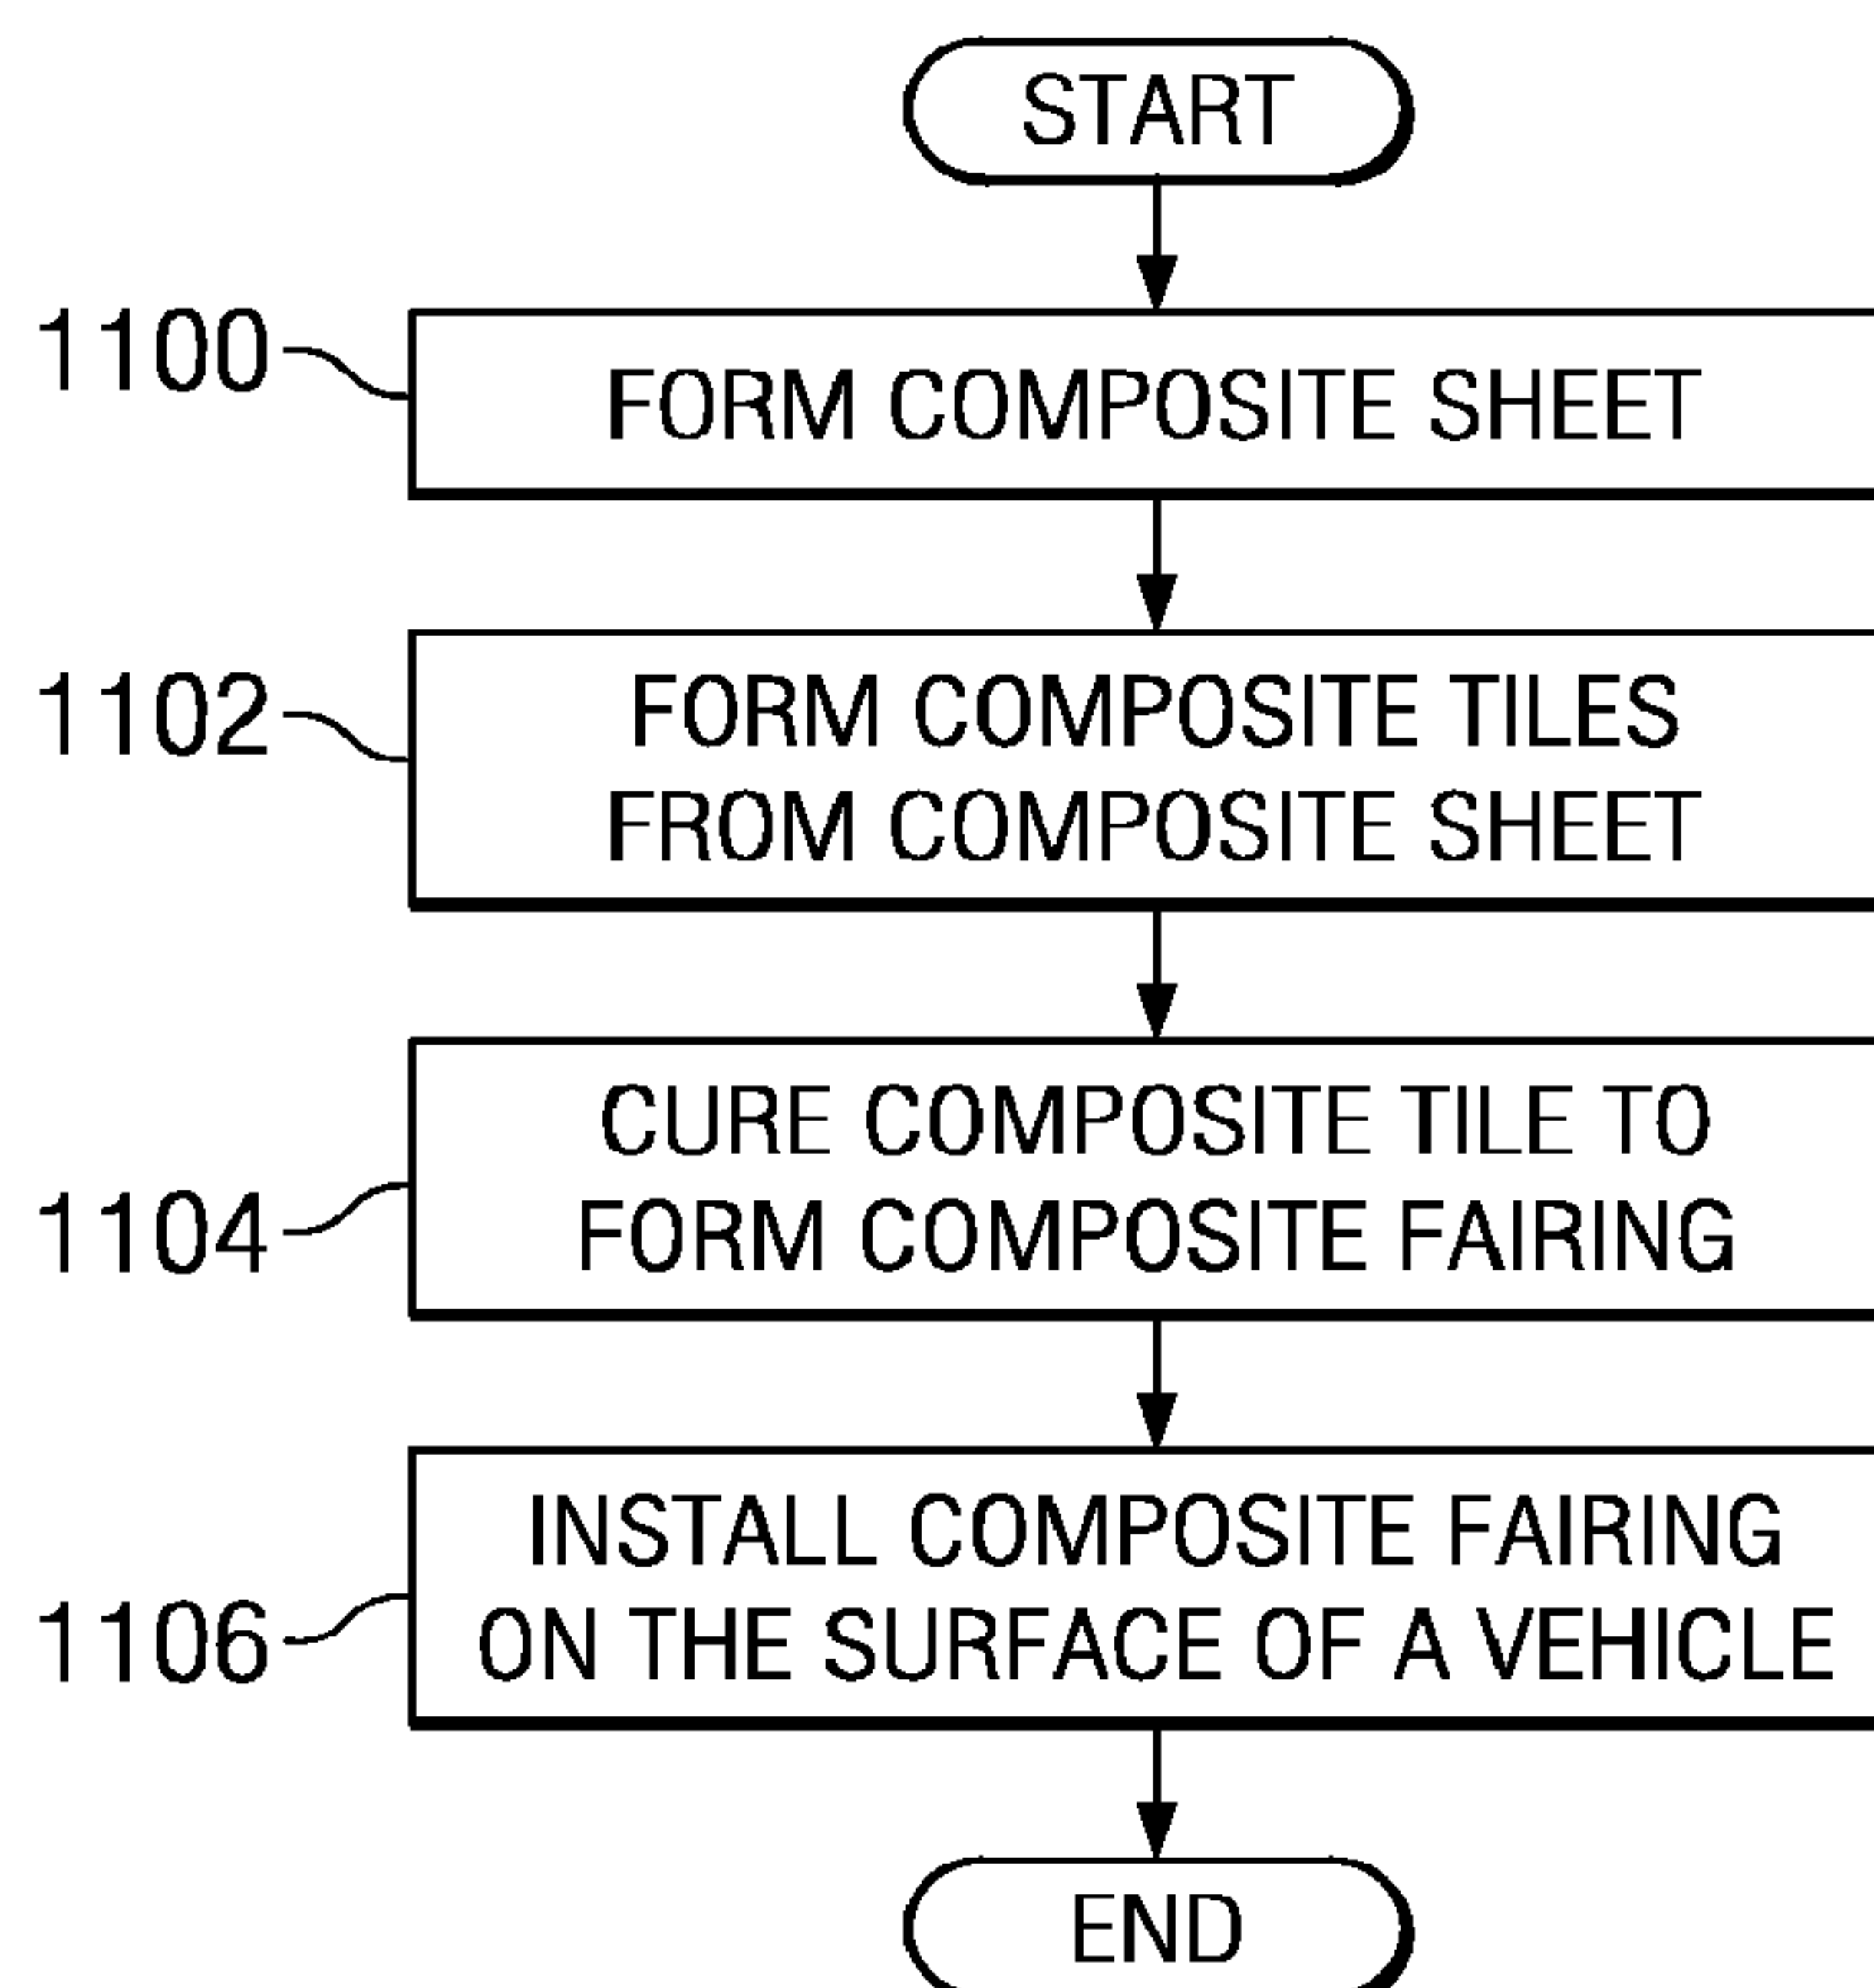 START
1100
FORM COMPOSITE SHEET
1102
FORM COMPOSITE TILES
FROM COMPOSITE SHEET
CURE COMPOSITE TILE TO
FORM COMPOSITE FAIRING
1104
INSTALL COMPOSITE FAIRING
ON THE SURFACE OF A VEHICLE
1106
END